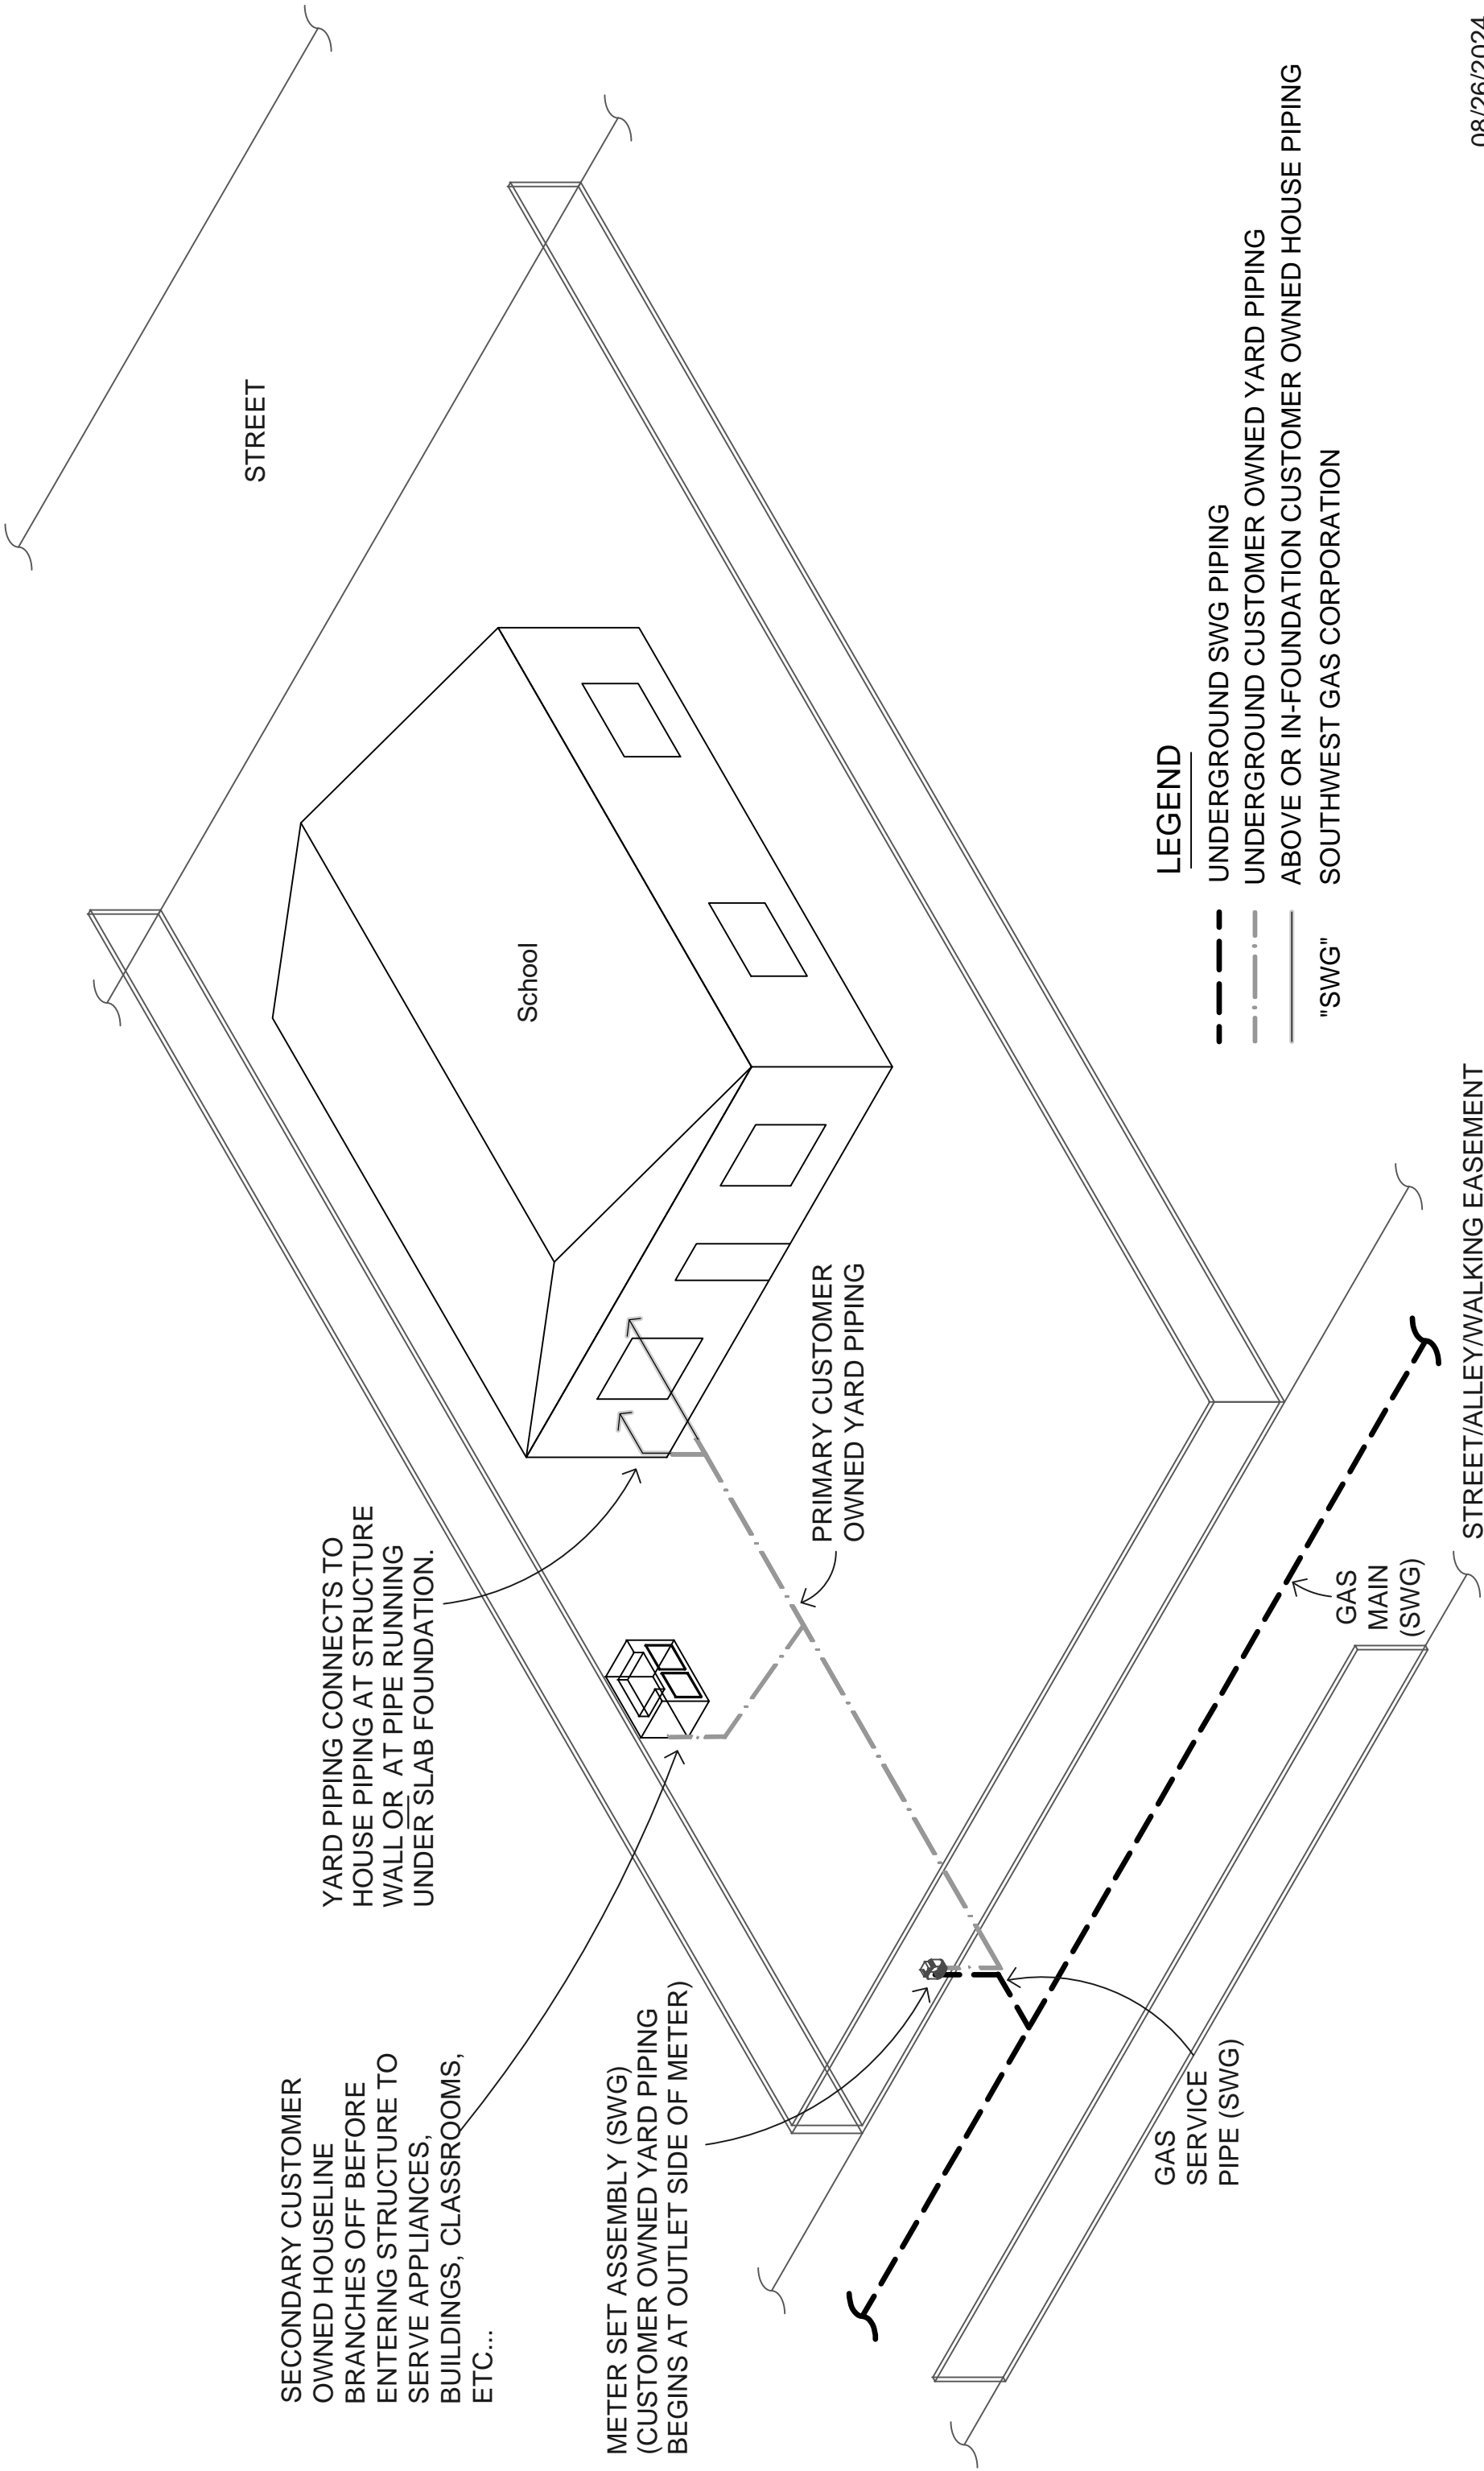 SECONDARY CUSTOMER
OWNED HOUSELINE
BRANCHES OFF BEFORE
ENTERING STRUCTURE TO
SERVE APPLIANCES,
BUILDINGS, CLASSROOMS,
ETC...
YARD PIPING CONNECTS TO
HOUSE PIPING AT STRUCTURE
WALL OR AT PIPE RUNNING
UNDER SLAB FOUNDATION.
STREET
School
METER SET ASSEMBLY (SWG)
(CUSTOMER OWNED YARD PIPING
BEGINS AT OUTLET SIDE OF METER)
PRIMARY CUSTOMER
OWNED YARD PIPING
GAS
SERVICE
PIPE (SWG)
GAS
MAIN
(SWG)
STREET/ALLEY/WALKING EASEMENT
LEGEND
UNDERGROUND SWG PIPING
UNDERGROUND CUSTOMER OWNED YARD PIPING
ABOVE OR IN-FOUNDATION CUSTOMER OWNED HOUSE PIPING
"SWG" SOUTHWEST GAS CORPORATION
08/26/2024